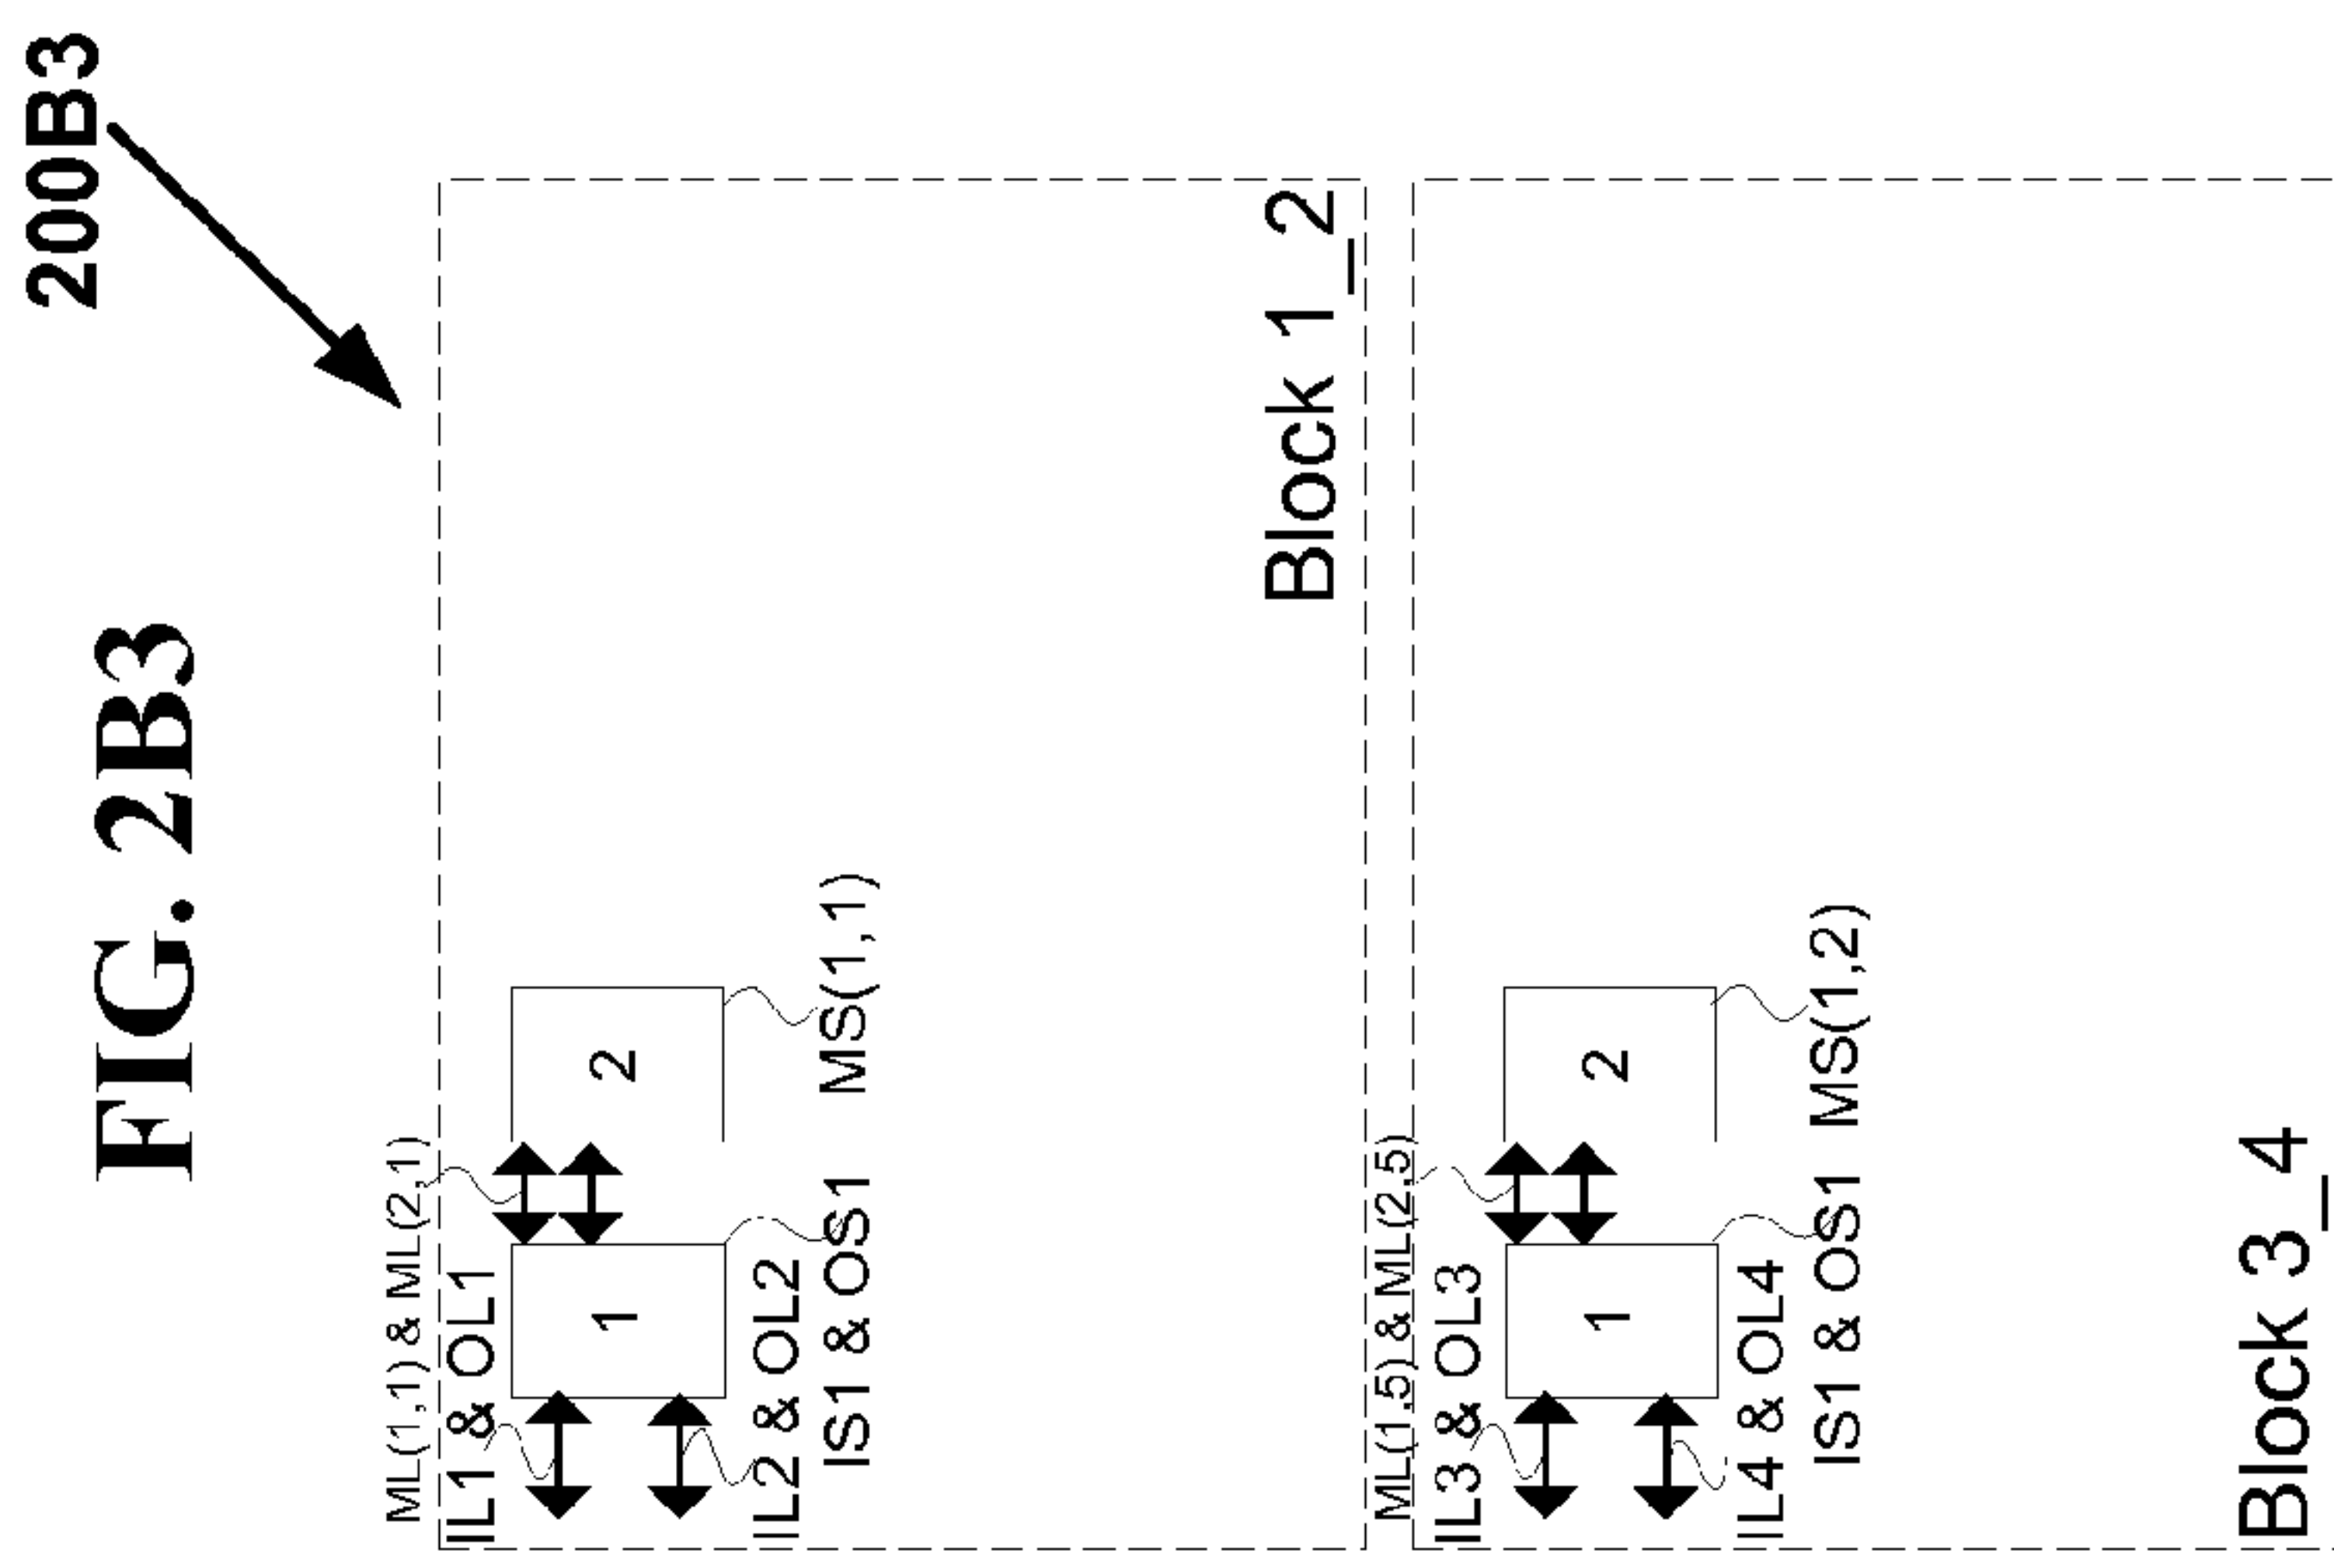 200B3
FIG. 2B3
ML(1,1) & ML(2,1)
IL1 & OL1
1
2
IL2 & OL2
IS1 & OS1
MS(1,1)
Block 1_2
ML(1,5) & ML(2,5)
IL3 & OL3
1
2
IL4 & OL4
IS1 & OS1
MS(1,2)
Block 3_4